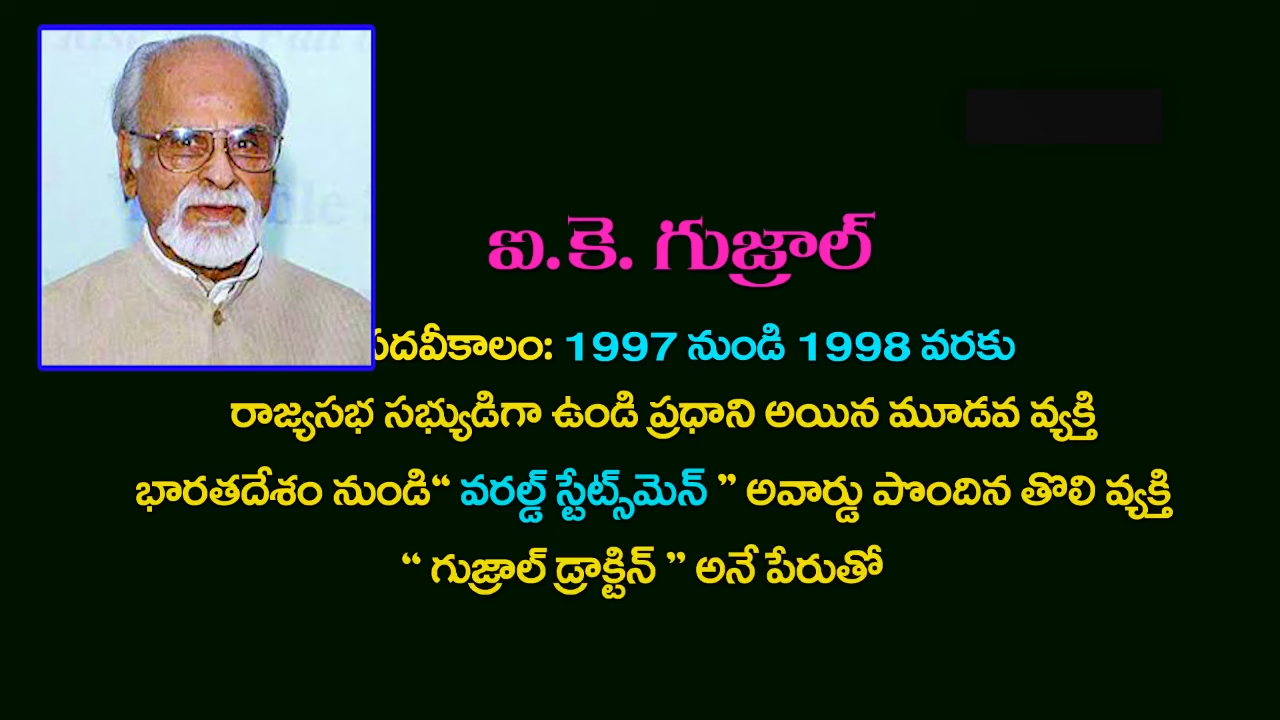 ఐ.కె. గుజ్రాల్
పదవీకాలం: 1997 నుండి 1998 వరకు
రాజ్యసభ సభ్యుడిగా ఉండి ప్రధాని అయిన మూడవ వ్యక్తి
భారతదేశం నుండి“ వరల్డ్ స్టేట్స్‌మెన్ ” అవార్డు పొందిన తొలి వ్యక్తి
“ గుజ్రాల్ డ్రాక్టిన్ ” అనే పేరుతో